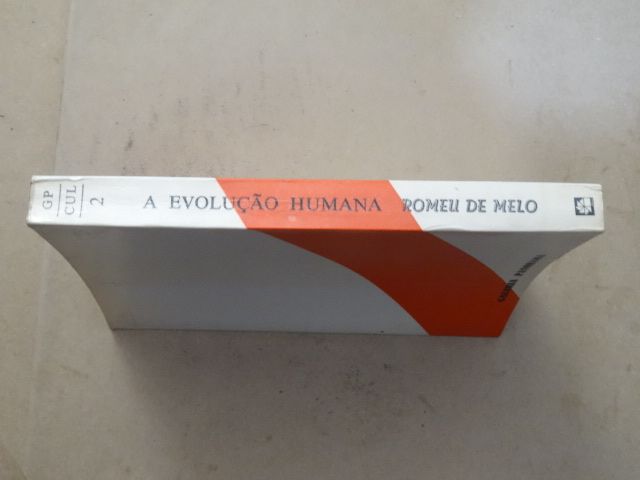 GP
CUL
2
A EVOLUÇÃO HUMANA
ROMEU DE MELO